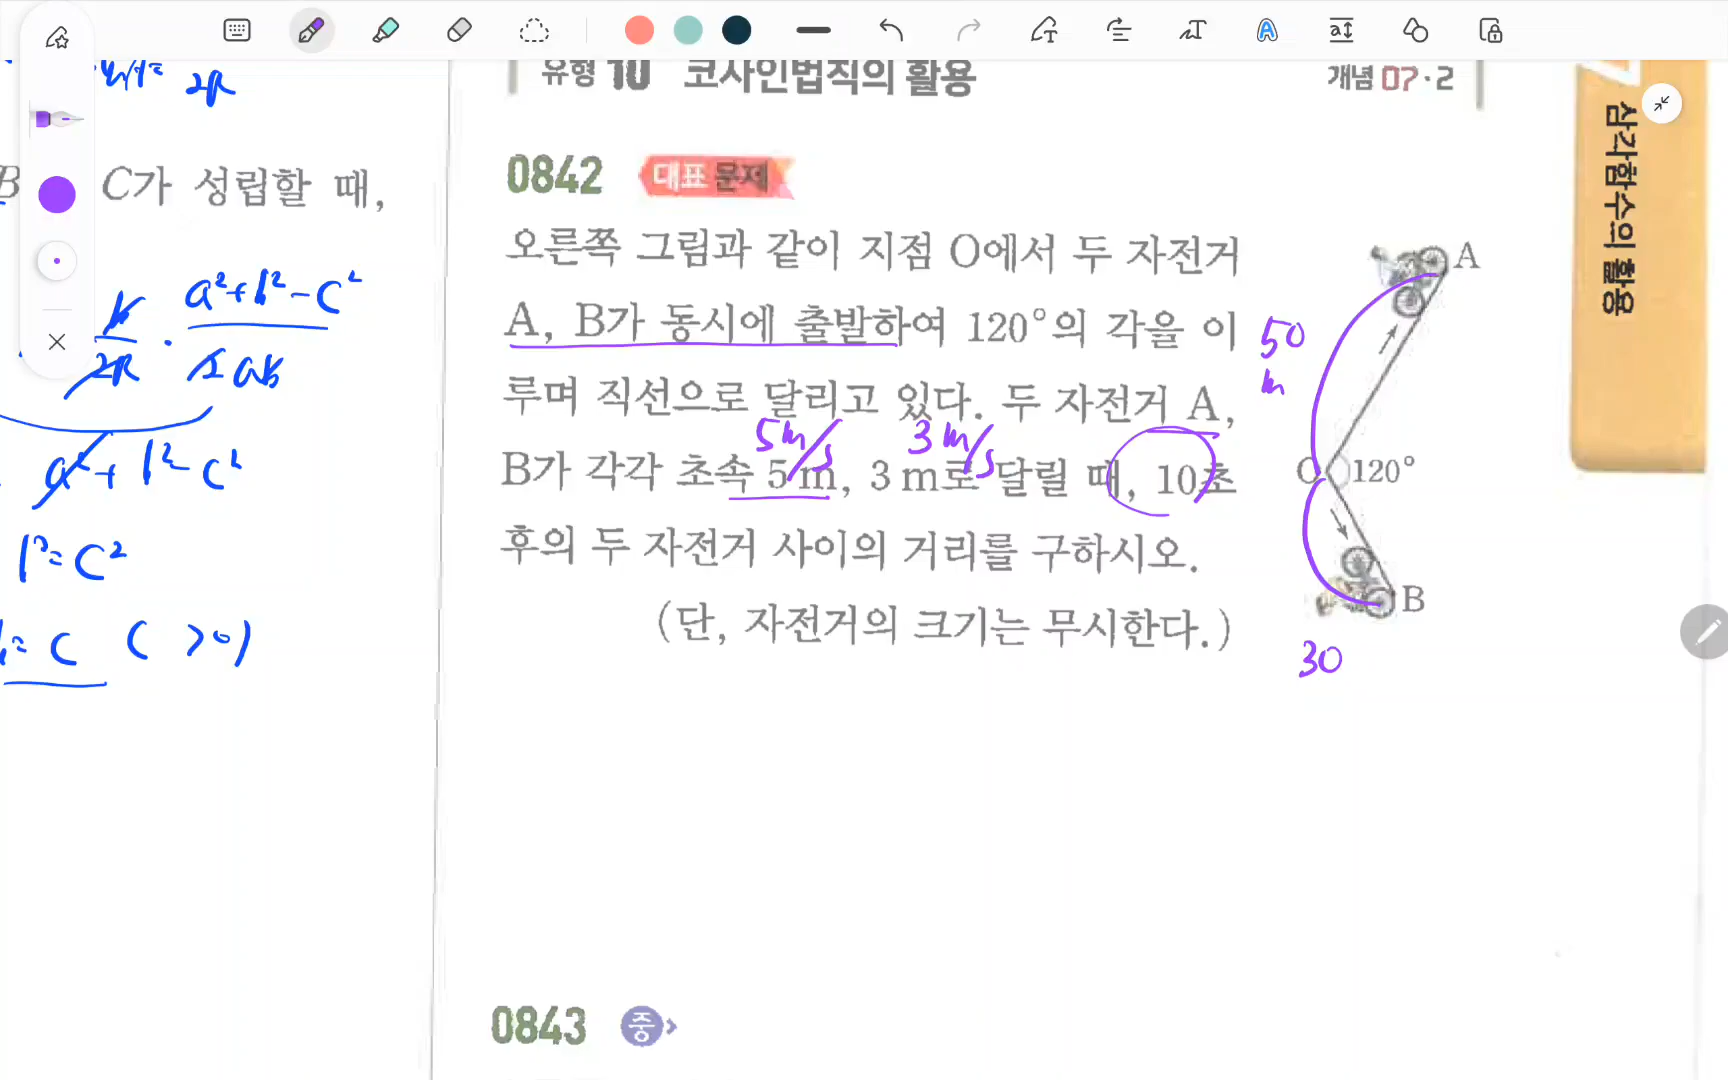 유형 10 코사인법칙의 활용
개념 07·2
0842 대표 문제
오른쪽 그림과 같이 지점 O에서 두 자전거
A, B가 동시에 출발하여 120°의 각을 이
루며 직선으로 달리고 있다. 두 자전거 A,
5m/s 3m/s
B가 각각 초속 5 m, 3 m로 달릴 때, 10초
후의 두 자전거 사이의 거리를 구하시오.
(단, 자전거의 크기는 무시한다.)
A
50
m
O 120°
B
30
0843 중
삼각함수의 활용
2R
B C가 성립할 때,
b/2R · a²+b²-c²/2ab
a²+b²-c²
b²=c²
b=c (>0)